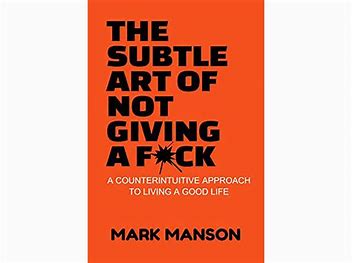 THE
SUBTLE
ART OF
NOT
GIVING
A F*CK
A COUNTERINTUITIVE APPROACH
TO LIVING A GOOD LIFE
MARK MANSON